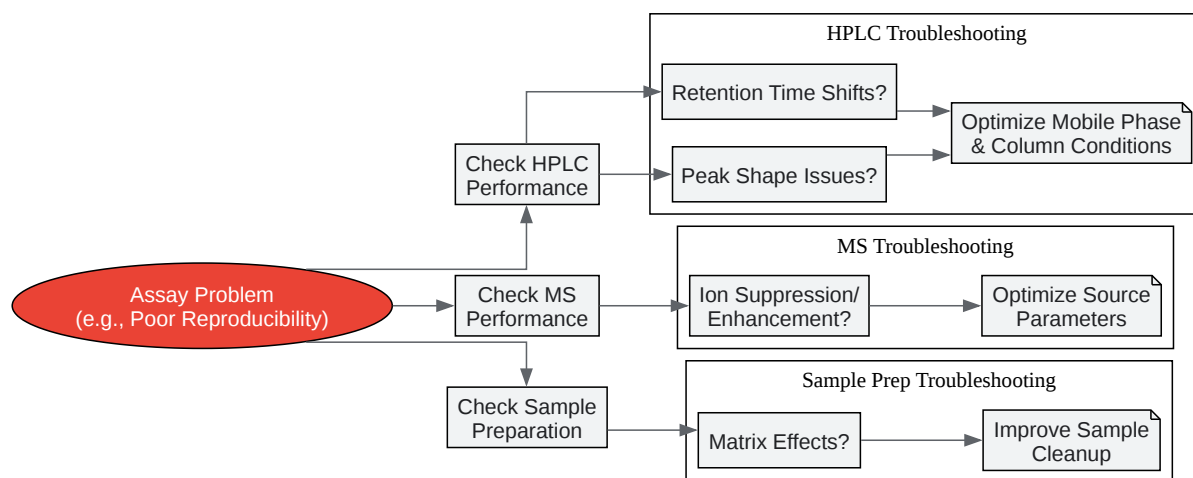 HPLC Troubleshooting
Retention Time Shifts?
Optimize Mobile Phase
& Column Conditions
Check HPLC
Performance
Peak Shape Issues?
MS Troubleshooting
Assay Problem
(e.g., Poor Reproducibility)
Check MS
Performance
Ion Suppression/
Enhancement?
Optimize Source
Parameters
Sample Prep Troubleshooting
Check Sample
Preparation
Matrix Effects?
Improve Sample
Cleanup